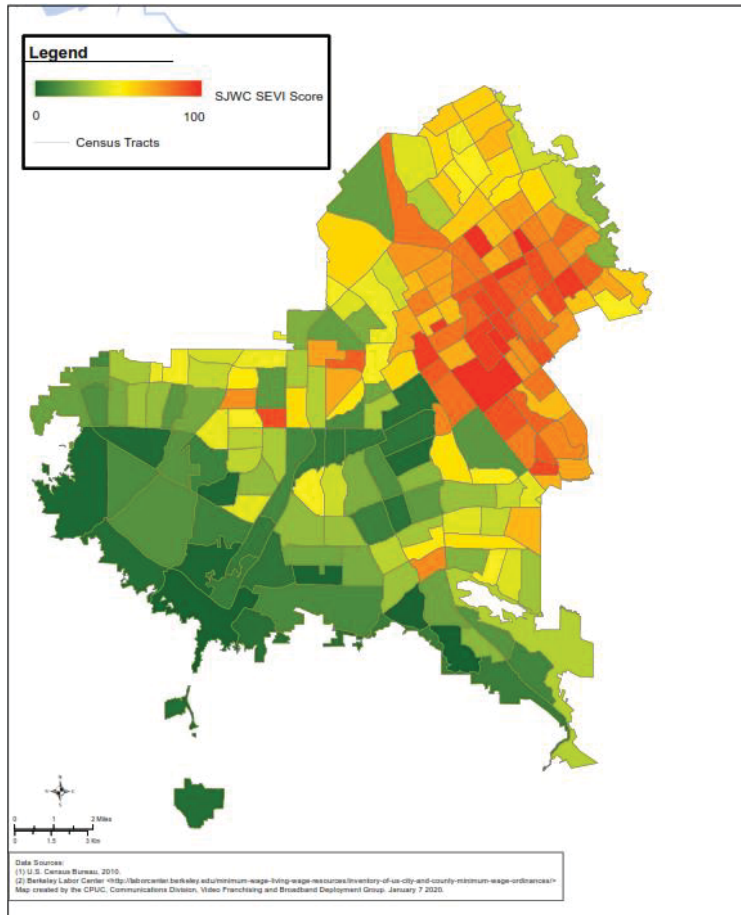 Legend
SJWC SEVI Score
0 100
Census Tracts
N
W E
S
0 1 2 Miles
0 1.5 3 Km
Data Sources:
(1) U.S. Census Bureau, 2010.
(2) Berkeley Labor Center <http://laborcenter.berkeley.edu/minimum-wage-living-wage-resources/inventory-of-us-city-and-county-minimum-wage-ordinances/>
Map created by the CPUC, Communications Division, Video Franchising and Broadband Deployment Group. January 7 2020.